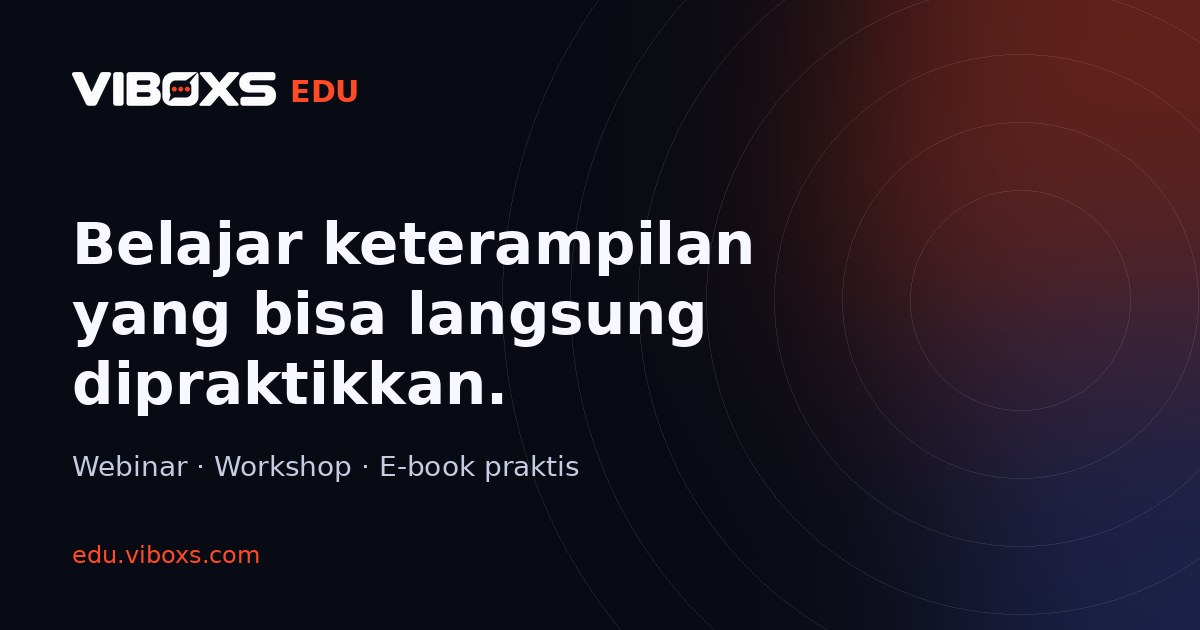 VIBOXS EDU
Belajar keterampilan
yang bisa langsung
dipraktikkan.
Webinar · Workshop · E-book praktis
edu.viboxs.com